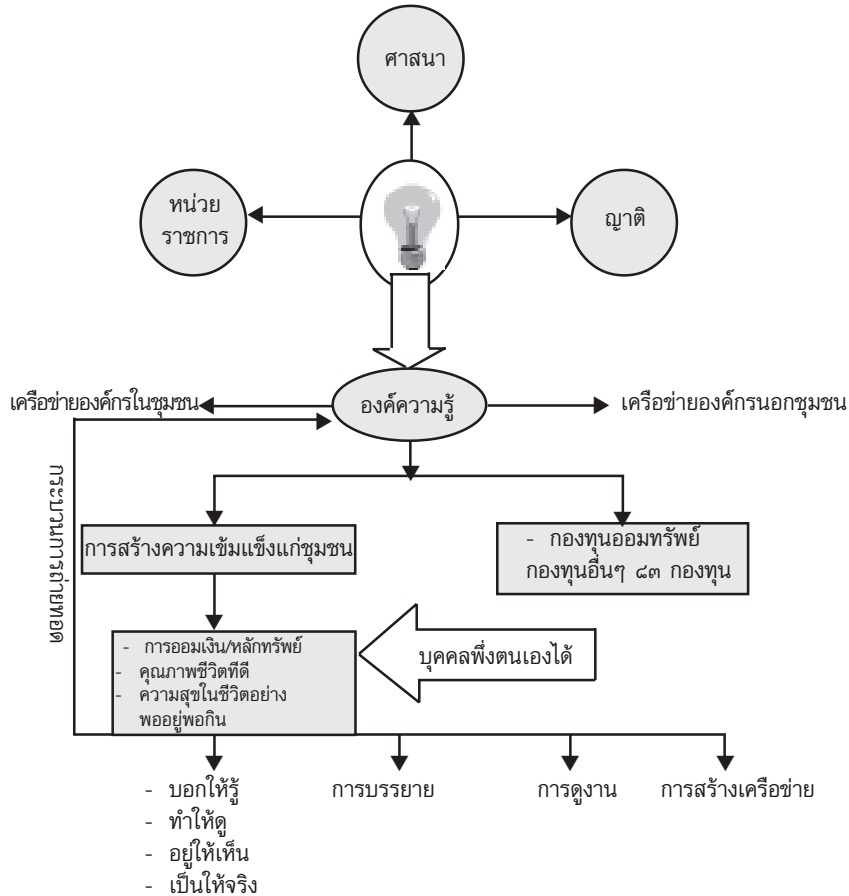 ศาสนา
หน่วย
ราชการ
ญาติ
เครือข่ายองค์กรในชุมชน
องค์ความรู้
เครือข่ายองค์กรนอกชุมชน
กระบวนการถ่ายทอด
การสร้างความเข้มแข็งแก่ชุมชน
- กองทุนออมทรัพย์
กองทุนอื่นๆ ๘๓ กองทุน
- การออมเงิน/หลักทรัพย์
- คุณภาพชีวิตทีดี
- ความสุขในชีวิตอย่าง
พออยู่พอกิน
บุคคลพึ่งตนเองได้
- บอกให้รู้
- ทำให้ดู
- อยู่ให้เห็น
- เป็นให้จริง
การบรรยาย
การดูงาน
การสร้างเครือข่าย